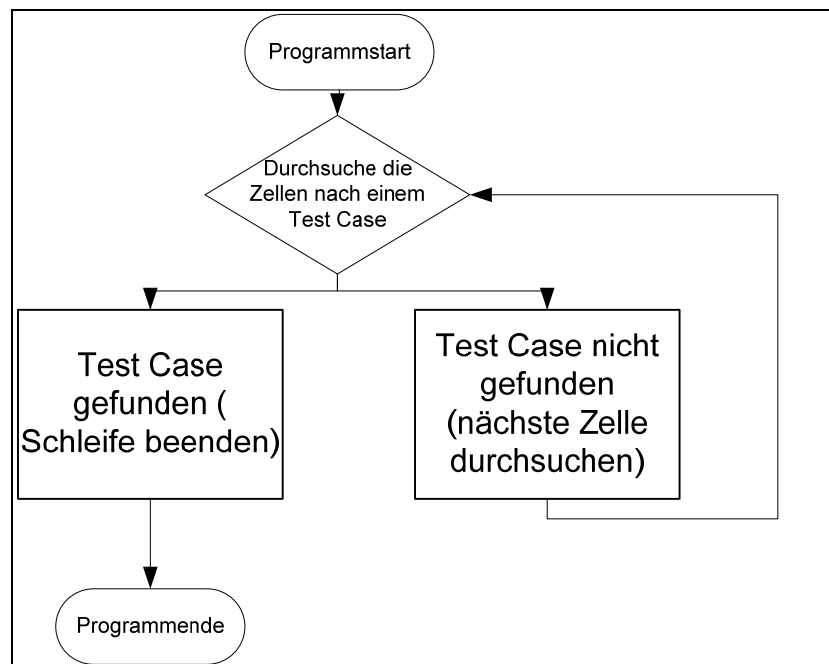 Programmstart
Durchsuche die
Zellen nach einem
Test Case
Test Case
gefunden (
Schleife beenden)
Test Case nicht
gefunden
(nächste Zelle
durchsuchen)
Programmende